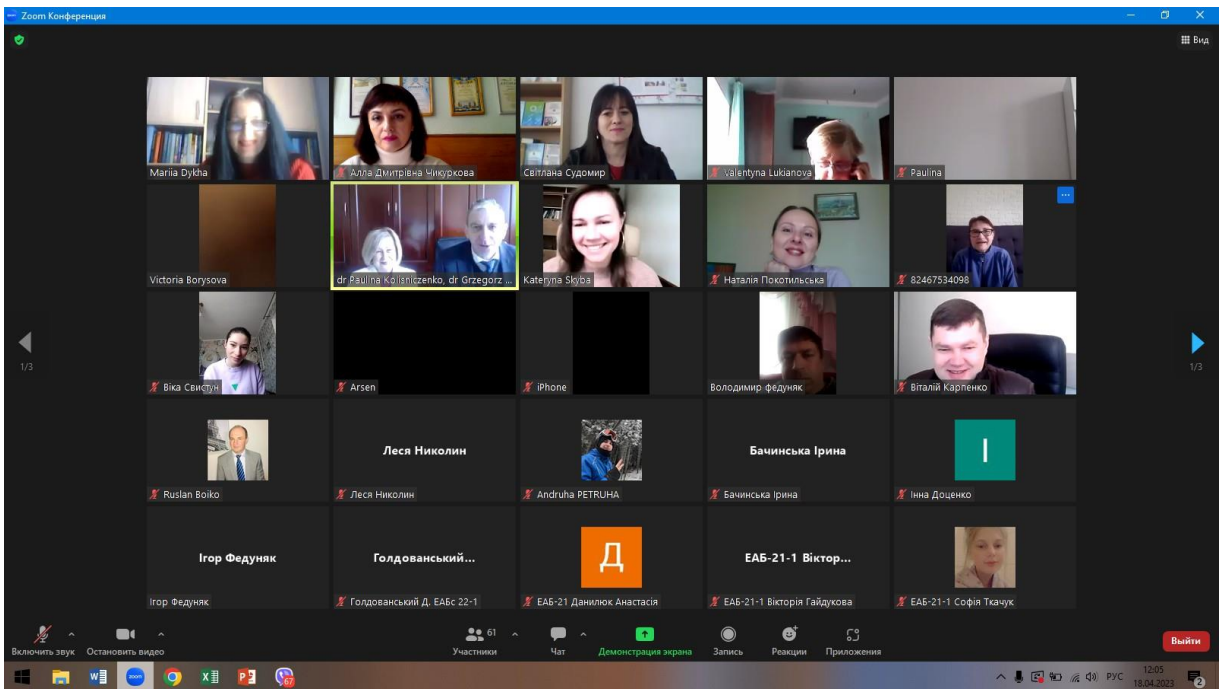 Zoom Конференция
Вид
Mariia Dykha
Алла Дмитрівна Чикуркова
Світлана Судомир
Valentyna Lukianova
Paulina
Victoria Borysova
dr Paulina Kolisniczenko, dr Grzegorz ...
Kateryna Skyba
Наталія Покотильська
82467534098
1/3
1/3
Віка Свистун
Arsen
iPhone
Володимир федуняк
Віталій Карпенко
Леся Николин
Бачинська Ірина
І
Ruslan Boiko
Леся Николин
Andruha PETRUHA
Бачинська Ірина
Інна Доценко
Ігор Федуняк
Голдованський...
Д
ЕАБ-21-1 Віктор...
Ігор Федуняк
Голдованський Д. ЕАБс 22-1
ЕАБ-21 Данилюк Анастасія
ЕАБ-21-1 Вікторія Гайдукова
ЕАБ-21-1 Софія Ткачук
61
Включить звук
Остановить видео
Участники
Чат
Демонстрация экрана
Запись
Реакции
Приложения
Выйти
РУС
12:05
18.04.2023